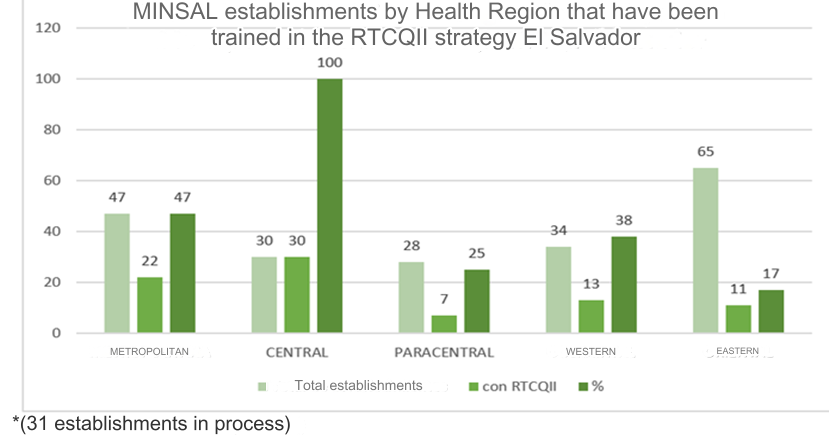 MINSAL establishments by Health Region that have been
trained in the RTCQII strategy El Salvador
120
100
80
60
40
20
0
47
22
47
30
30
100
28
7
25
34
13
38
65
11
17
METROPOLITAN
CENTRAL
PARACENTRAL
WESTERN
EASTERN
Total establishments
con RTCQII
%
*(31 establishments in process)